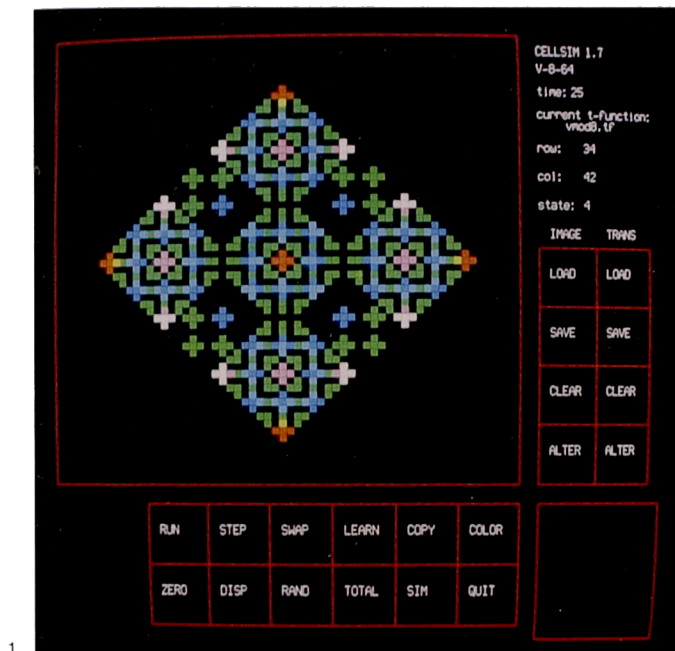 CELLSIM 1.7
V-8-64
time: 25
current t-function:
vmod8.tf
row: 34
col: 42
state: 4
IMAGE TRANS
LOAD LOAD
SAVE SAVE
CLEAR CLEAR
ALTER ALTER
RUN STEP SWAP LEARN COPY COLOR
ZERO DISP RAND TOTAL SIM QUIT
1